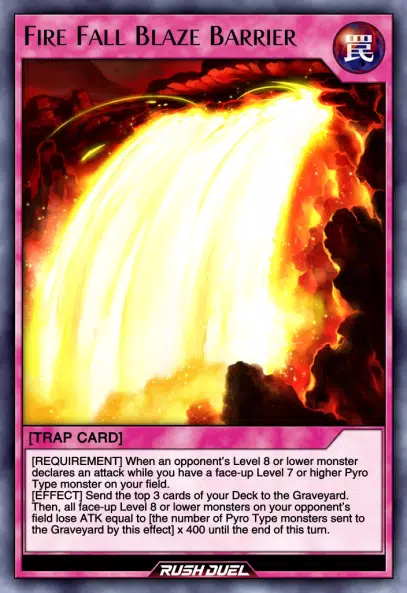 FIRE FALL BLAZE BARRIER
罠
[TRAP CARD]
[REQUIREMENT] When an opponent's Level 8 or lower monster
declares an attack while you have a face-up Level 7 or higher Pyro
Type monster on your field.
[EFFECT] Send the top 3 cards of your Deck to the Graveyard.
Then, all face-up Level 8 or lower monsters on your opponent's
field lose ATK equal to [the number of Pyro Type monsters sent to
the Graveyard by this effect] x 400 until the end of this turn.
RUSH DUEL